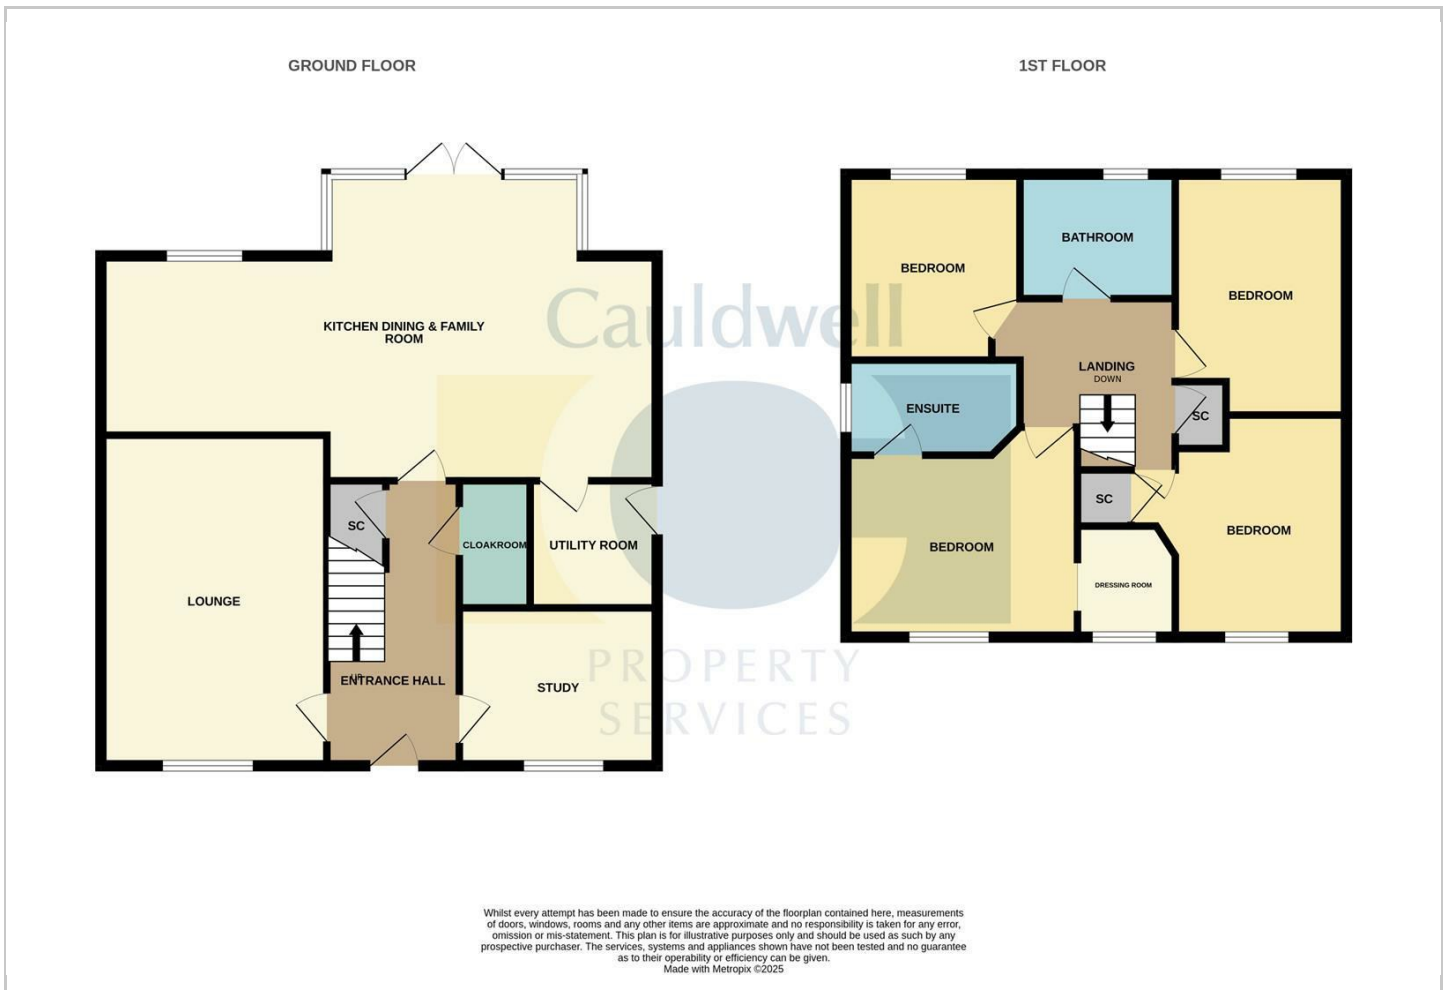 GROUND FLOOR
1ST FLOOR
KITCHEN DINING & FAMILY
ROOM
LOUNGE
SC
CLOAKROOM
UTILITY ROOM
UP
ENTRANCE HALL
STUDY
BEDROOM
BATHROOM
BEDROOM
LANDING
DOWN
ENSUITE
SC
SC
BEDROOM
BEDROOM
DRESSING ROOM
Cauldwell
PROPERTY
SERVICES
Whilst every attempt has been made to ensure the accuracy of the floorplan contained here, measurements
of doors, windows, rooms and any other items are approximate and no responsibility is taken for any error,
omission or mis-statement. This plan is for illustrative purposes only and should be used as such by any
prospective purchaser. The services, systems and appliances shown have not been tested and no guarantee
as to their operability or efficiency can be given.
Made with Metropix ©2025